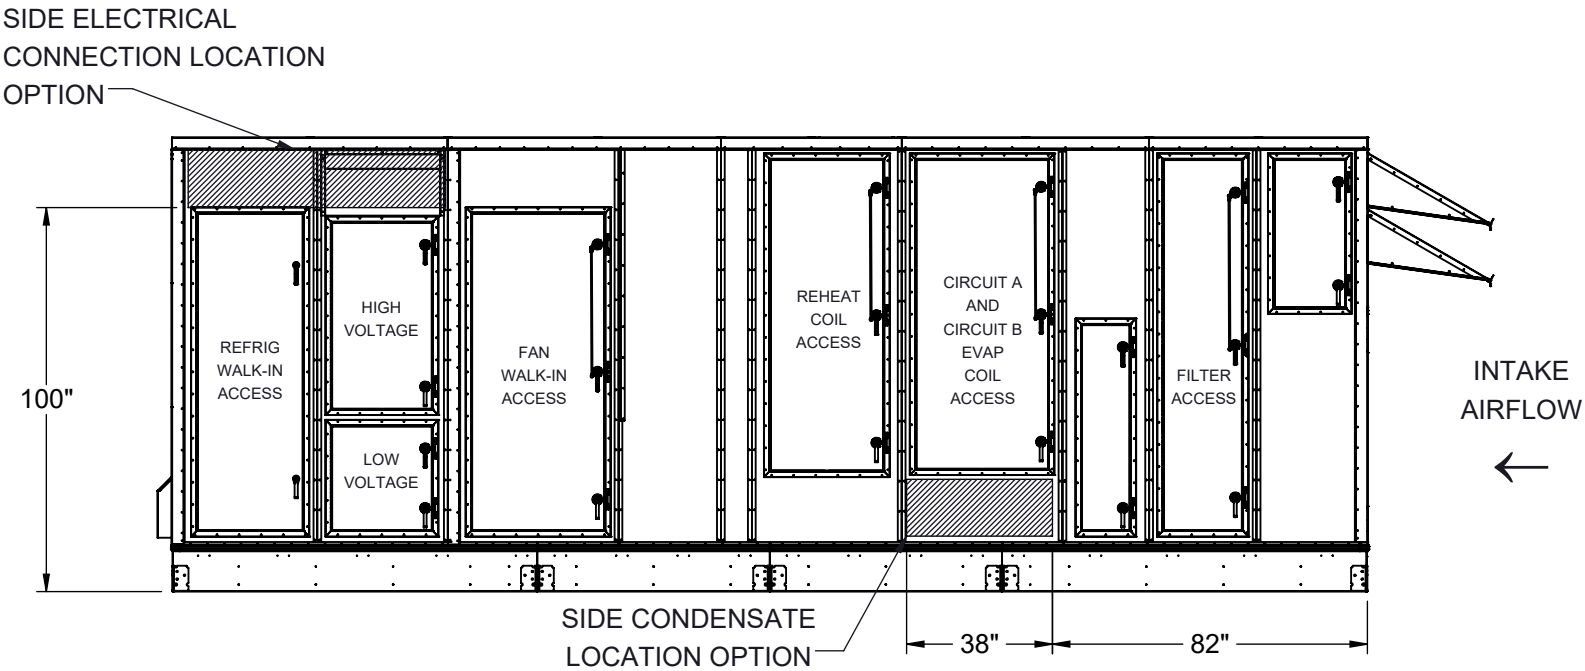 SIDE ELECTRICAL
CONNECTION LOCATION
OPTION
100"
REFRIG
WALK-IN
ACCESS
HIGH
VOLTAGE
LOW
VOLTAGE
FAN
WALK-IN
ACCESS
REHEAT
COIL
ACCESS
CIRCUIT A
AND
CIRCUIT B
EVAP
COIL
ACCESS
FILTER
ACCESS
INTAKE
AIRFLOW
SIDE CONDENSATE
LOCATION OPTION
38"
82"